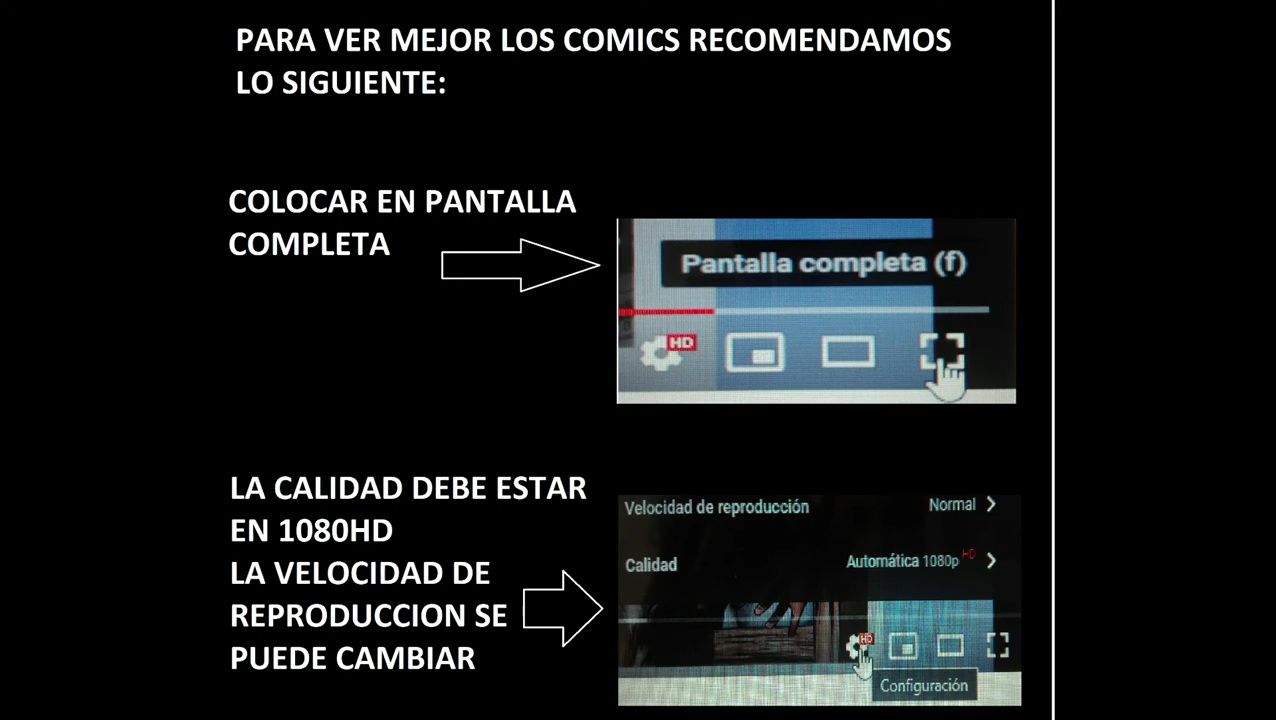 PARA VER MEJOR LOS COMICS RECOMENDAMOS
LO SIGUIENTE:
COLOCAR EN PANTALLA
COMPLETA
Pantalla completa (f)
HD
LA CALIDAD DEBE ESTAR
EN 1080HD
LA VELOCIDAD DE
REPRODUCCION SE
PUEDE CAMBIAR
Velocidad de reproducción Normal
Calidad Automática 1080p HD
HD
Configuración